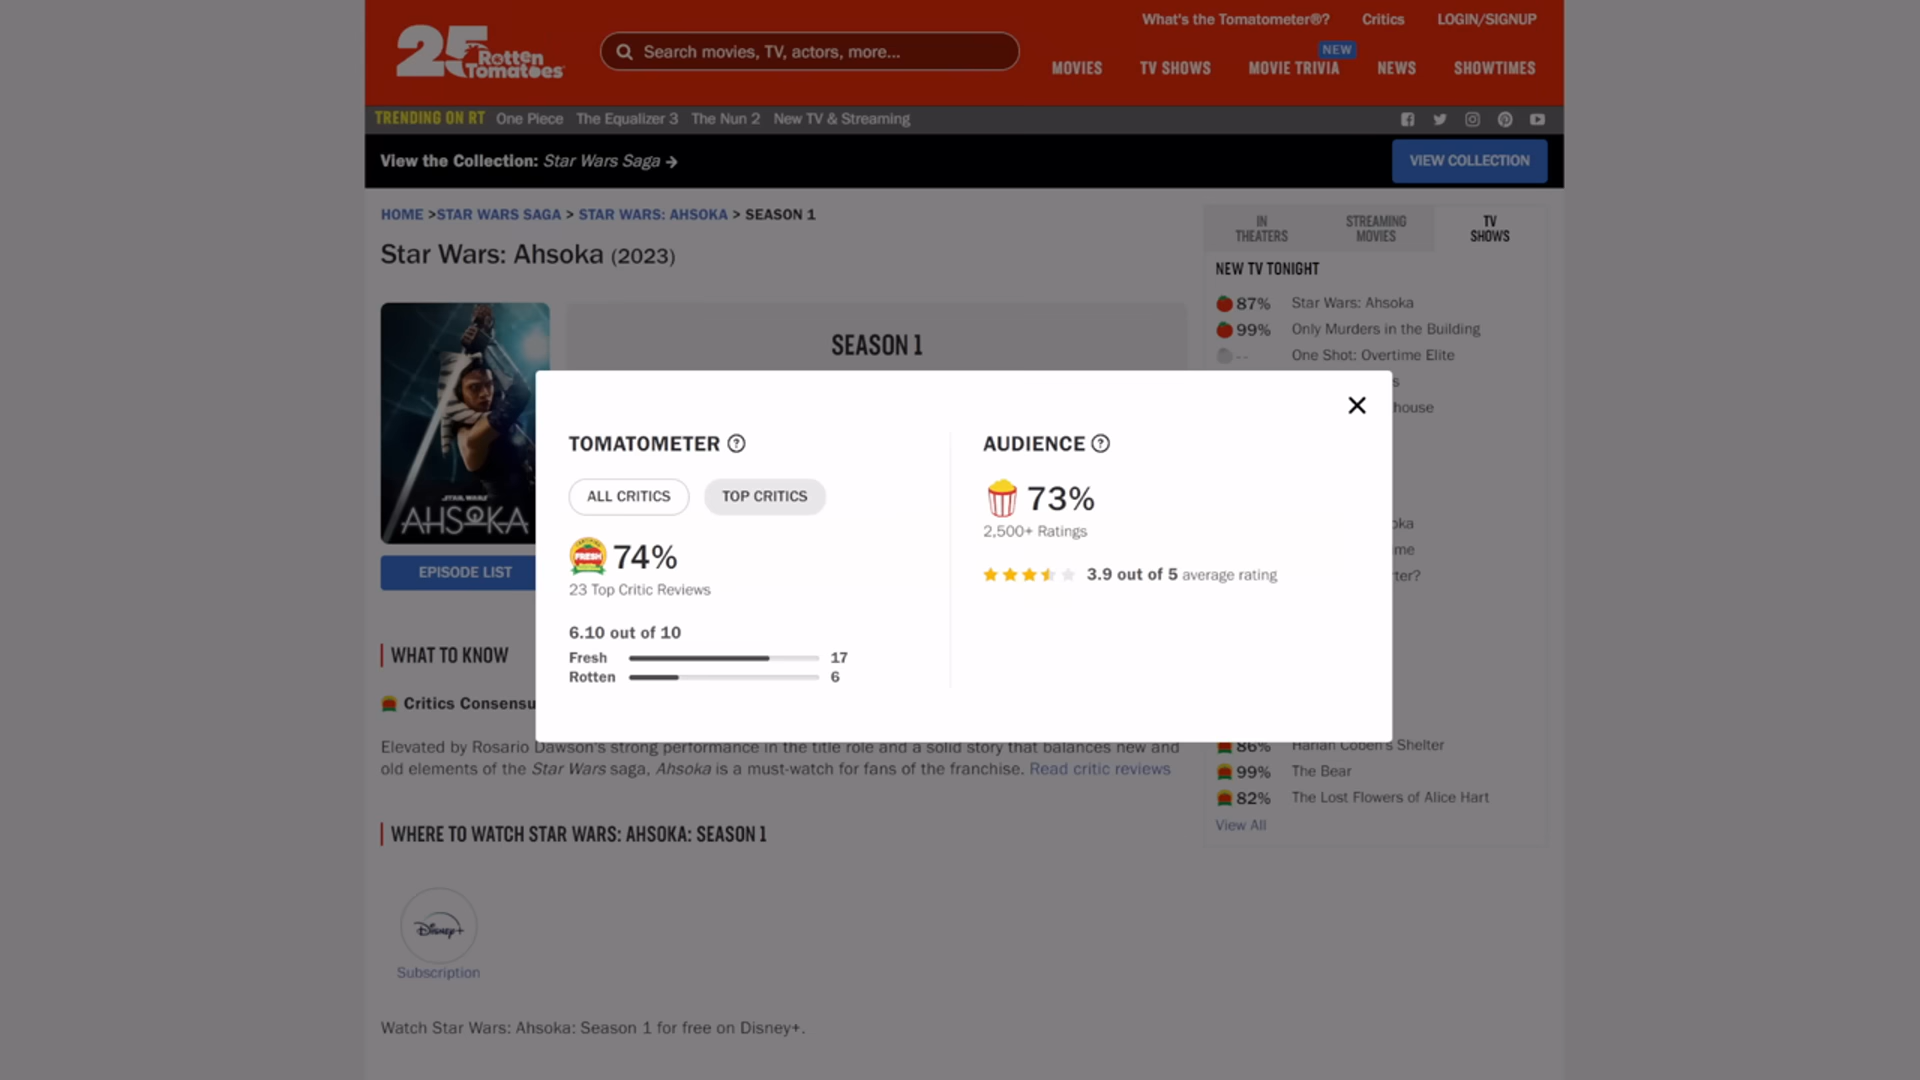 What's the Tomatometer®? Critics LOGIN/SIGNUP
25 Rotten Tomatoes
Search movies, TV, actors, more...
NEW
MOVIES TV SHOWS MOVIE TRIVIA NEWS SHOWTIMES
TRENDING ON RT One Piece The Equalizer 3 The Nun 2 New TV & Streaming
View the Collection: Star Wars Saga →
VIEW COLLECTION
HOME >STAR WARS SAGA > STAR WARS: AHSOKA > SEASON 1
Star Wars: Ahsoka (2023)
STAR WARS
AHSOKA
EPISODE LIST
SEASON 1
TOMATOMETER ?
ALL CRITICS TOP CRITICS
FRESH
74%
23 Top Critic Reviews
6.10 out of 10
Fresh 17
Rotten 6
AUDIENCE ?
73%
2,500+ Ratings
3.9 out of 5 average rating
WHAT TO KNOW
Critics Consensu
Elevated by Rosario Dawson's strong performance in the title role and a solid story that balances new and
old elements of the Star Wars saga, Ahsoka is a must-watch for fans of the franchise. Read critic reviews
WHERE TO WATCH STAR WARS: AHSOKA: SEASON 1
Disney+
Subscription
Watch Star Wars: Ahsoka: Season 1 for free on Disney+.
IN THEATERS STREAMING MOVIES TV SHOWS
NEW TV TONIGHT
87% Star Wars: Ahsoka
99% Only Murders in the Building
-- One Shot: Overtime Elite
s
house
oka
me
ter?
86% Harlan Coben's Shelter
99% The Bear
82% The Lost Flowers of Alice Hart
View All